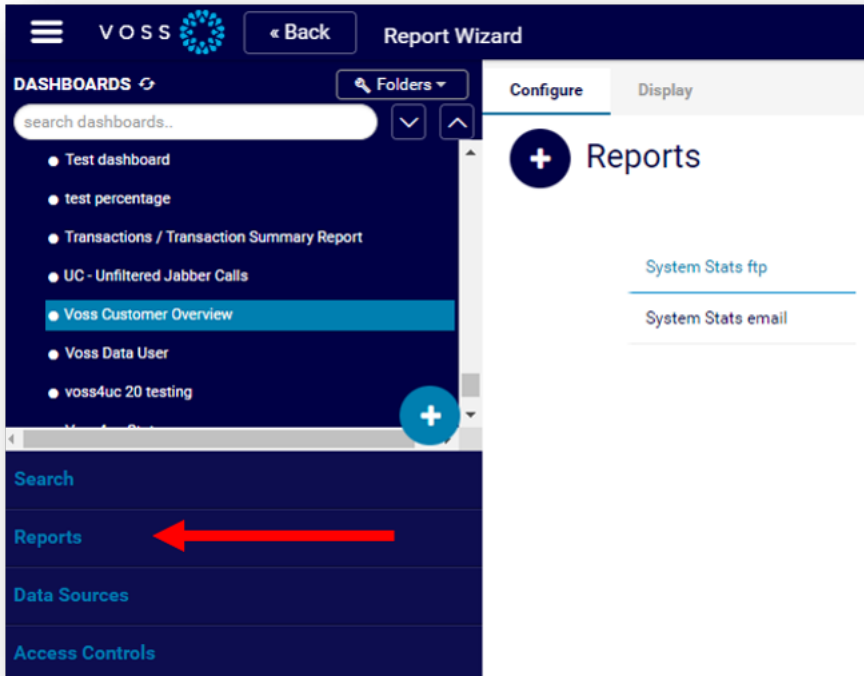 VOSS
« Back
Report Wizard
DASHBOARDS
Folders
search dashboards..
Test dashboard
test percentage
Transactions / Transaction Summary Report
UC - Unfiltered Jabber Calls
Voss Customer Overview
Voss Data User
voss4uc 20 testing
Search
Reports
Data Sources
Access Controls
Configure
Display
Reports
System Stats ftp
System Stats email